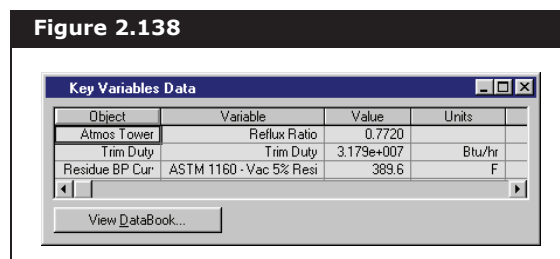 Figure 2.138
Key Variables Data
Object Variable Value Units
Atmos Tower Reflux Ratio 0.7720
Trim Duty Trim Duty 3.179e+007 Btu/hr
Residue BP Cur ASTM 1160 - Vac 5% Resi 389.6 F
View DataBook...